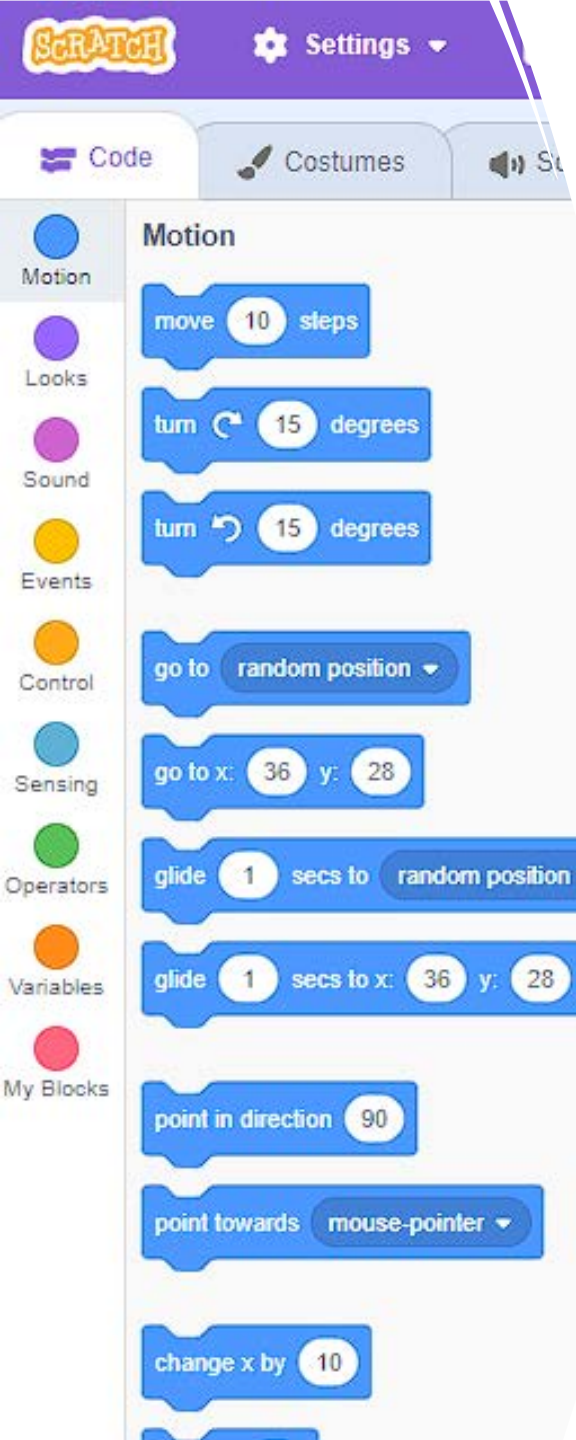 SCRATCH
Settings
Code
Costumes
Motion
Looks
Sound
Events
Control
Sensing
Operators
Variables
My Blocks
Motion
move 10 steps
turn 15 degrees
turn 15 degrees
go to random position
go to x: 36 y: 28
glide 1 secs to random position
glide 1 secs to x: 36 y: 28
point in direction 90
point towards mouse-pointer
change x by 10